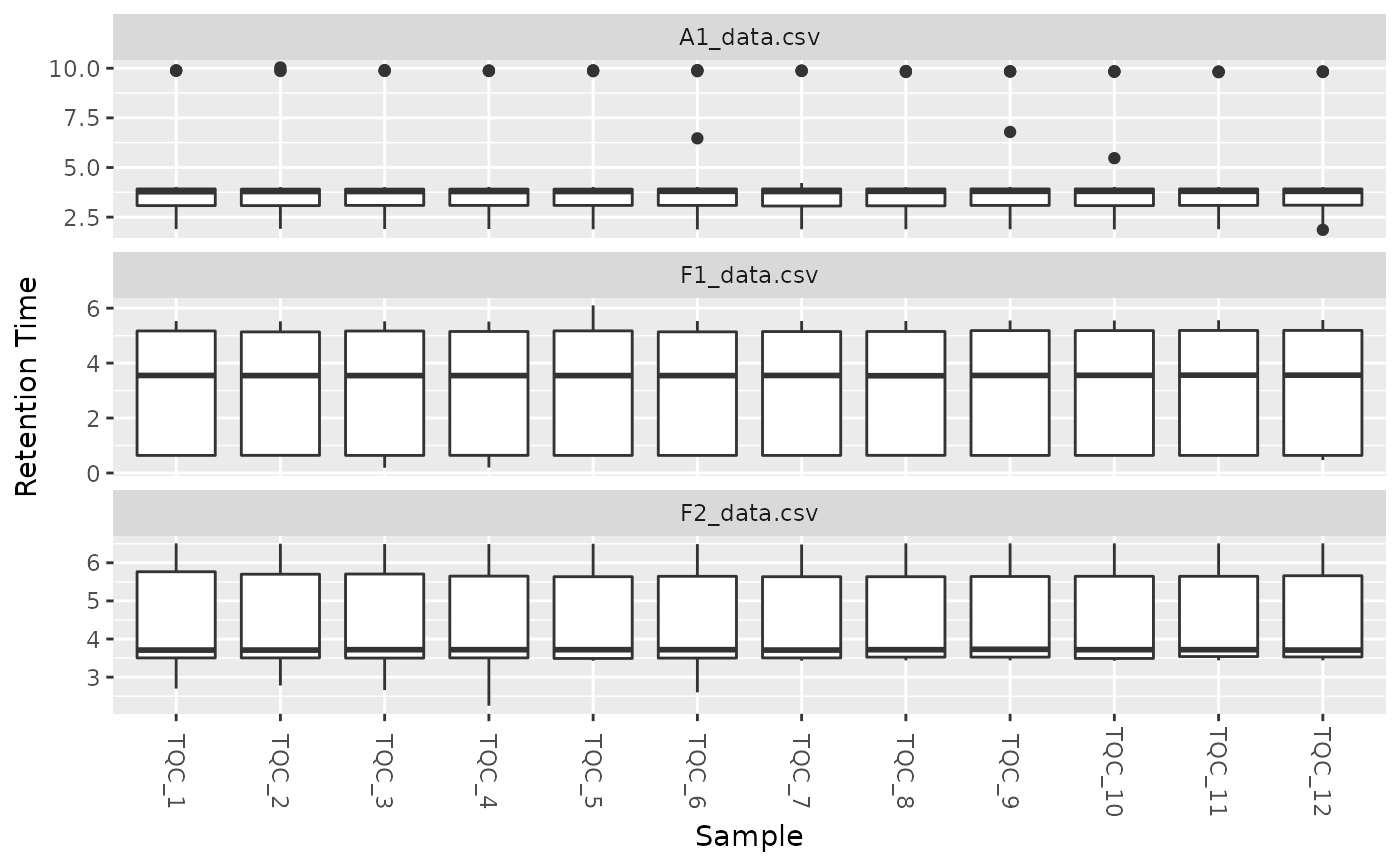 A1_data.csv
10.0
7.5
5.0
2.5
F1_data.csv
6
4
2
0
F2_data.csv
6
5
4
3
Retention Time
TQC_1
TQC_2
TQC_3
TQC_4
TQC_5
TQC_6
TQC_7
TQC_8
TQC_9
TQC_10
TQC_11
TQC_12
Sample